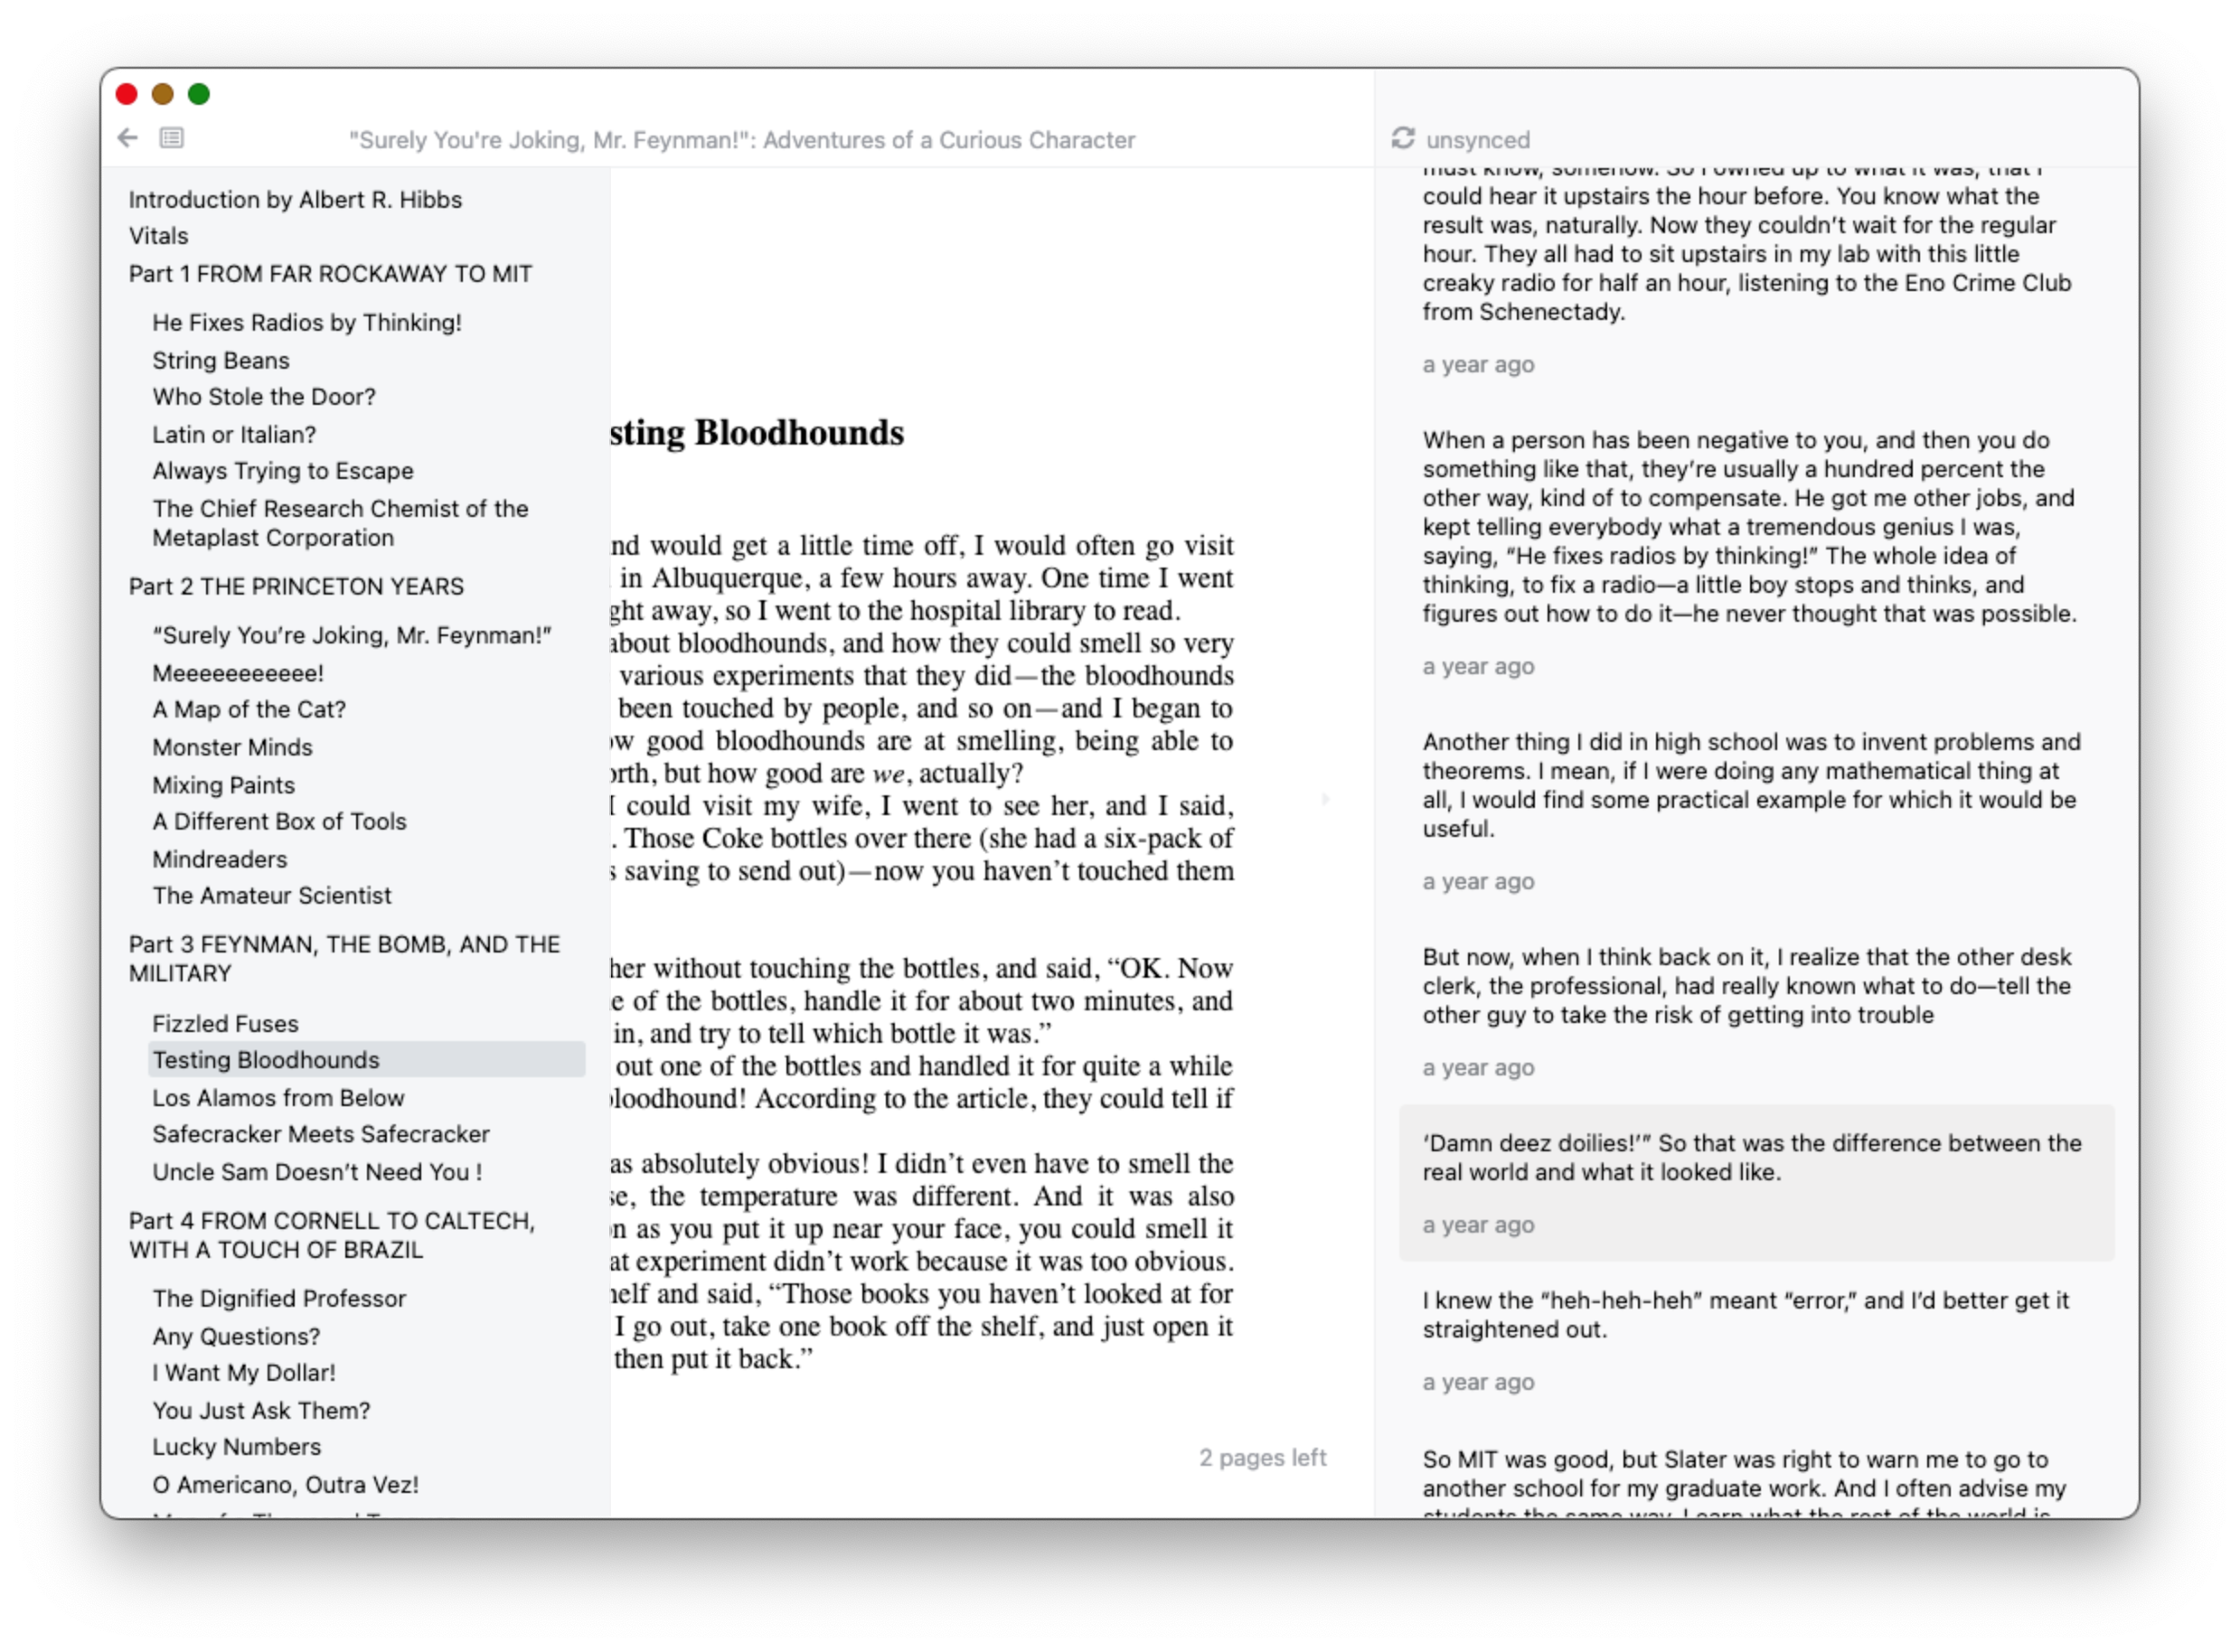 "Surely You're Joking, Mr. Feynman!": Adventures of a Curious Character
unsynced
Introduction by Albert R. Hibbs
Vitals
Part 1 FROM FAR ROCKAWAY TO MIT
He Fixes Radios by Thinking!
String Beans
Who Stole the Door?
Latin or Italian?
Always Trying to Escape
The Chief Research Chemist of the
Metaplast Corporation
Part 2 THE PRINCETON YEARS
“Surely You’re Joking, Mr. Feynman!”
Meeeeeeeeeee!
A Map of the Cat?
Monster Minds
Mixing Paints
A Different Box of Tools
Mindreaders
The Amateur Scientist
Part 3 FEYNMAN, THE BOMB, AND THE
MILITARY
Fizzled Fuses
Testing Bloodhounds
Los Alamos from Below
Safecracker Meets Safecracker
Uncle Sam Doesn’t Need You !
Part 4 FROM CORNELL TO CALTECH,
WITH A TOUCH OF BRAZIL
The Dignified Professor
Any Questions?
I Want My Dollar!
You Just Ask Them?
Lucky Numbers
O Americano, Outra Vez!
sting Bloodhounds
nd would get a little time off, I would often go visit
in Albuquerque, a few hours away. One time I went
ght away, so I went to the hospital library to read.
about bloodhounds, and how they could smell so very
various experiments that they did—the bloodhounds
been touched by people, and so on—and I began to
ow good bloodhounds are at smelling, being able to
orth, but how good are we, actually?
I could visit my wife, I went to see her, and I said,
. Those Coke bottles over there (she had a six-pack of
s saving to send out)—now you haven’t touched them
her without touching the bottles, and said, “OK. Now
e of the bottles, handle it for about two minutes, and
in, and try to tell which bottle it was.”
out one of the bottles and handled it for quite a while
bloodhound! According to the article, they could tell if
as absolutely obvious! I didn’t even have to smell the
se, the temperature was different. And it was also
on as you put it up near your face, you could smell it
at experiment didn’t work because it was too obvious.
helf and said, “Those books you haven’t looked at for
I go out, take one book off the shelf, and just open it
then put it back.”
2 pages left
must know, somehow. So I owned up to what it was, that I
could hear it upstairs the hour before. You know what the
result was, naturally. Now they couldn’t wait for the regular
hour. They all had to sit upstairs in my lab with this little
creaky radio for half an hour, listening to the Eno Crime Club
from Schenectady.
a year ago
When a person has been negative to you, and then you do
something like that, they’re usually a hundred percent the
other way, kind of to compensate. He got me other jobs, and
kept telling everybody what a tremendous genius I was,
saying, “He fixes radios by thinking!” The whole idea of
thinking, to fix a radio—a little boy stops and thinks, and
figures out how to do it—he never thought that was possible.
a year ago
Another thing I did in high school was to invent problems and
theorems. I mean, if I were doing any mathematical thing at
all, I would find some practical example for which it would be
useful.
a year ago
But now, when I think back on it, I realize that the other desk
clerk, the professional, had really known what to do—tell the
other guy to take the risk of getting into trouble
a year ago
‘Damn deez doilies!’” So that was the difference between the
real world and what it looked like.
a year ago
I knew the “heh-heh-heh” meant “error,” and I’d better get it
straightened out.
a year ago
So MIT was good, but Slater was right to warn me to go to
another school for my graduate work. And I often advise my
students the same way. Learn what the rest of the world is